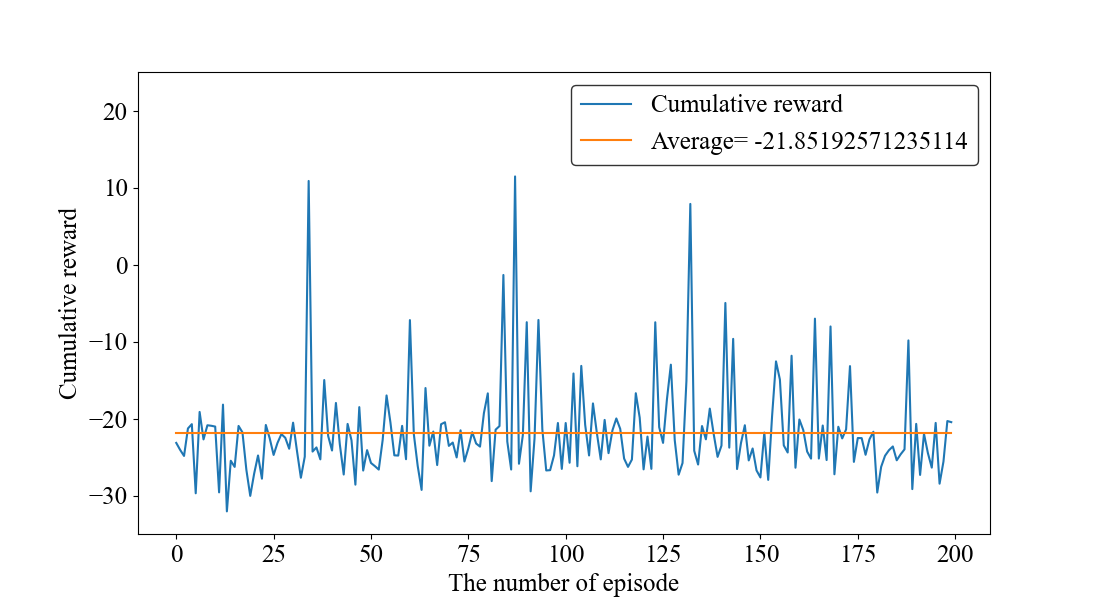 Cumulative reward
Average= -21.85192571235114
20
10
0
−10
−20
−30
Cumulative reward
0 25 50 75 100 125 150 175 200
The number of episode